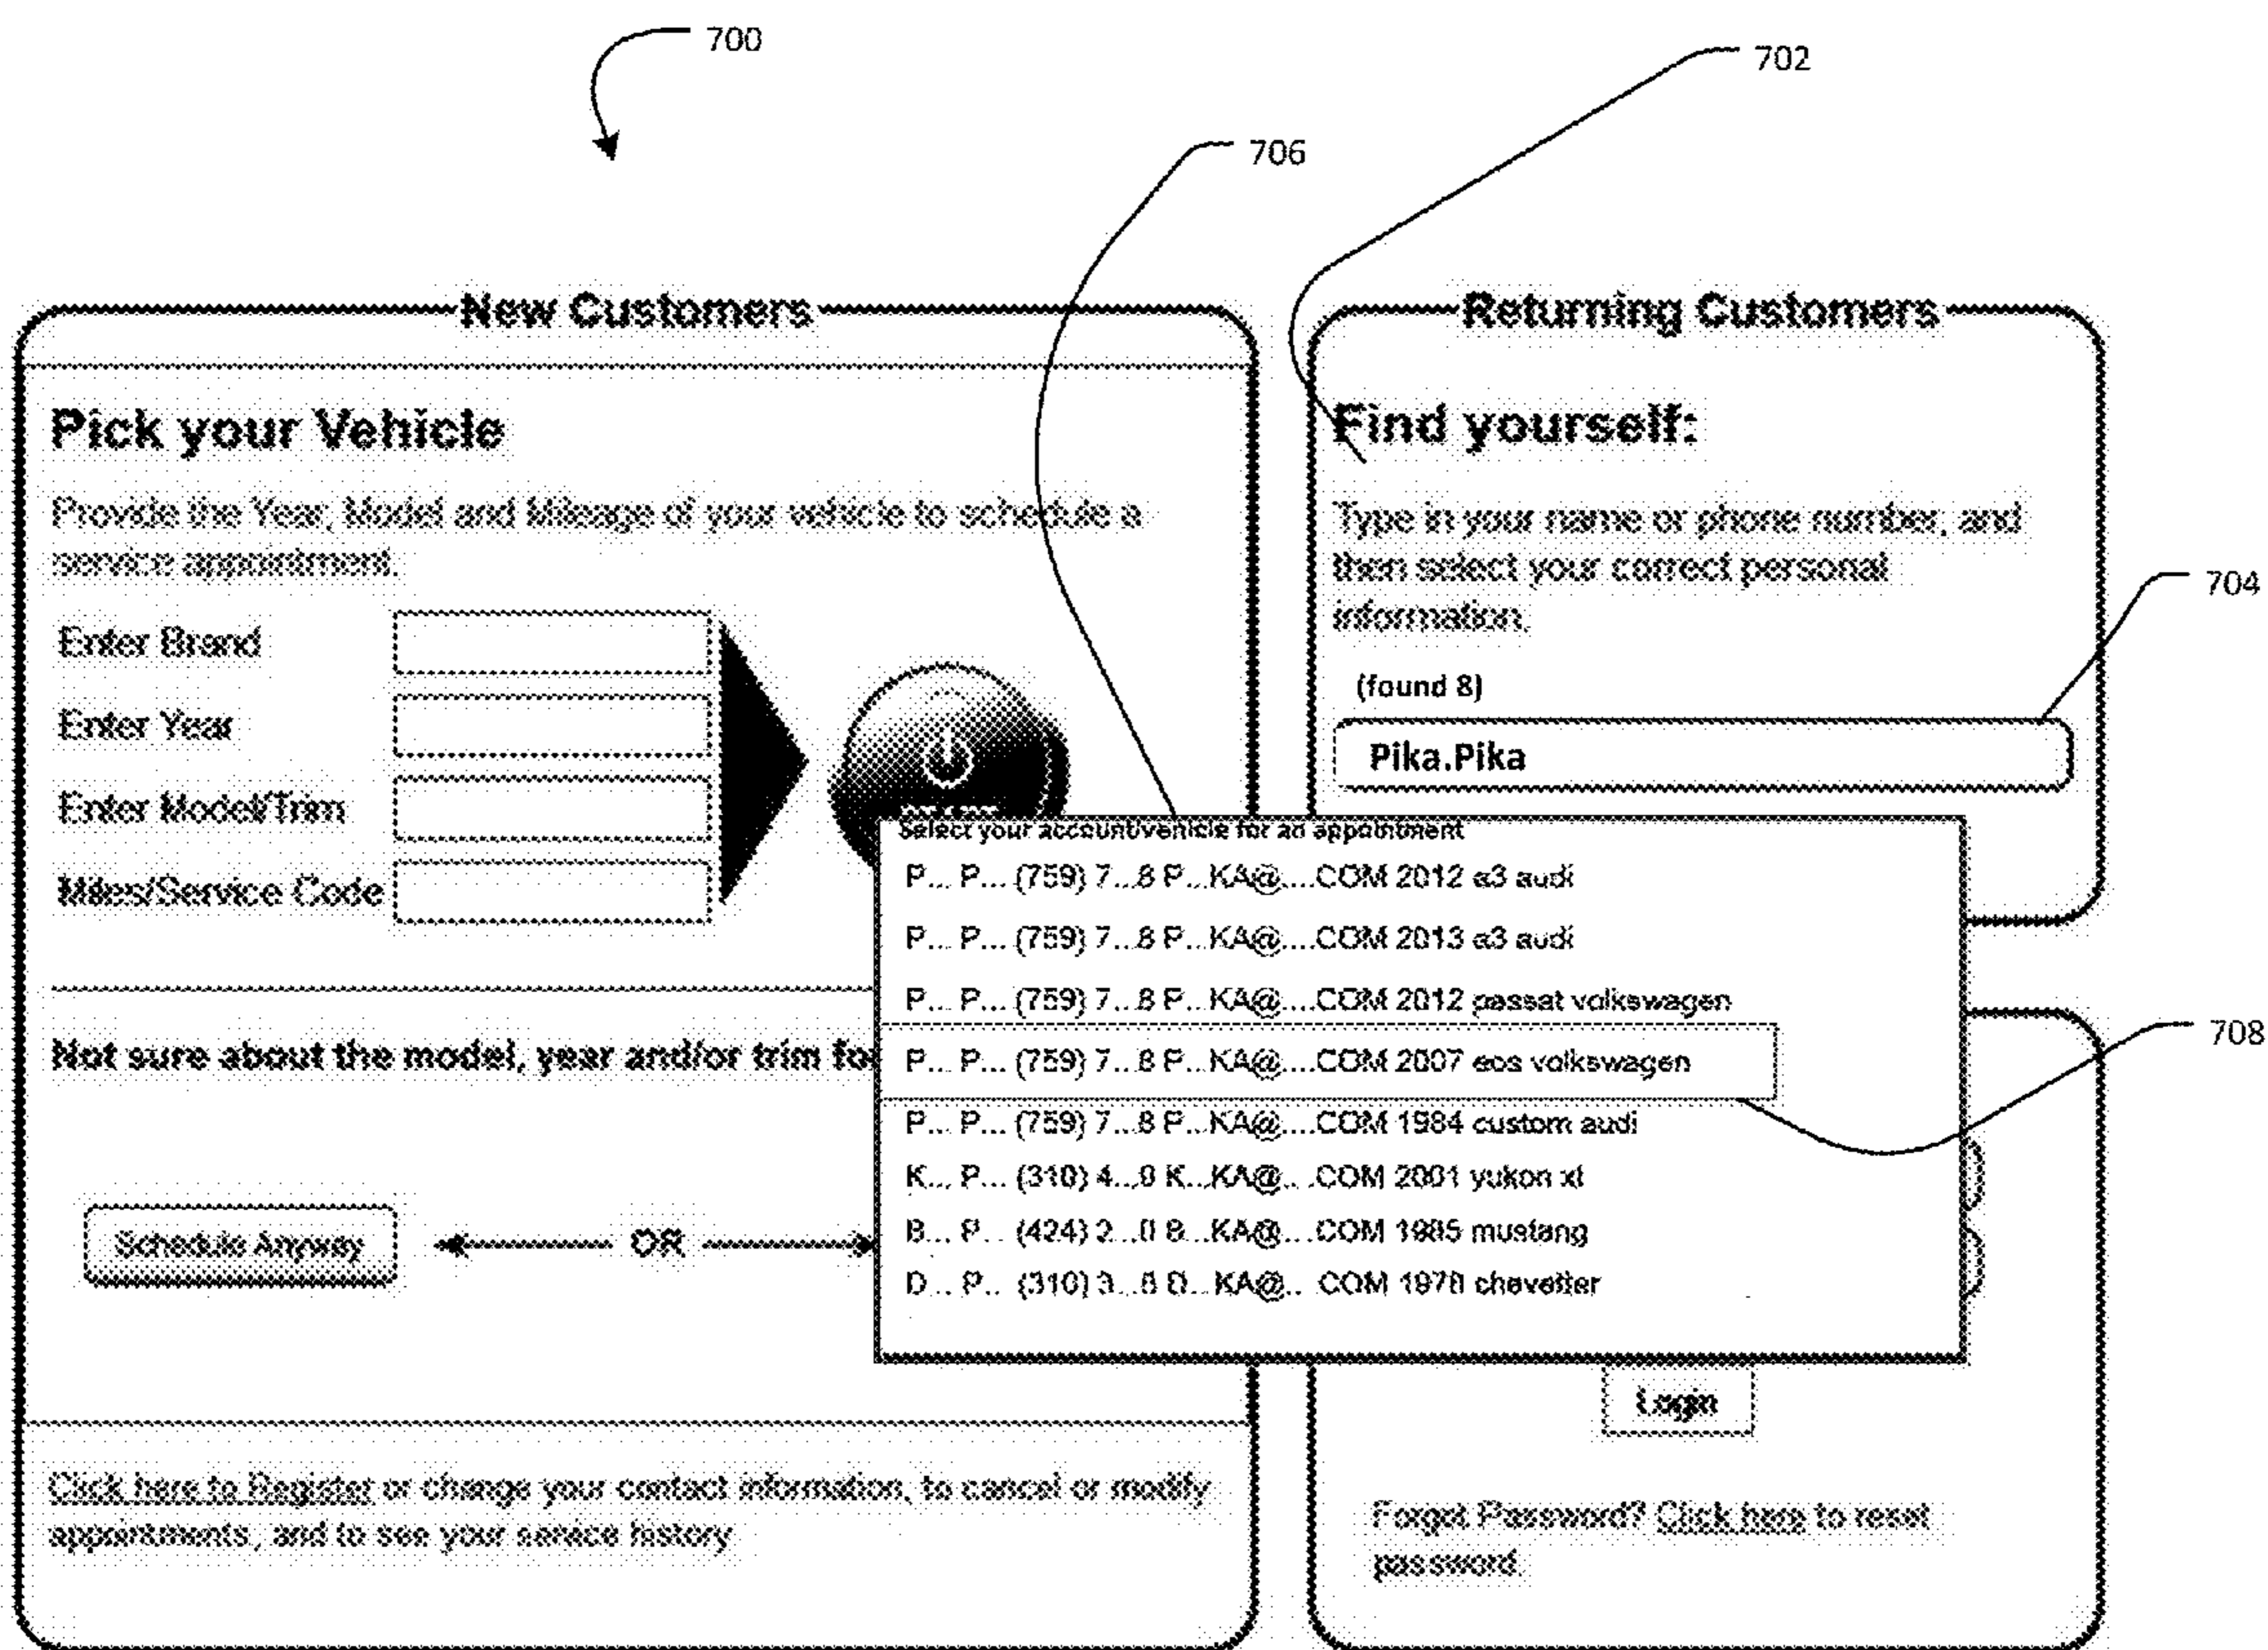 700
702
706
New Customers
Pick your Vehicle
Provide the Year, Model and Mileage of your vehicle to schedule a
service appointment.
Enter Brand
Enter Year
Enter Model/Trim
Miles/Service Code
Not sure about the model, year and/or trim for
Schedule Anyway
OR
Click here to Register or change your contact information, to cancel or modify
appointments, and to see your service history
Returning Customers
Find yourself:
Type in your name or phone number, and
then select your correct personal
information.
704
(found 8)
Pika.Pika
Select your account/vehicle for an appointment
P... P... (759) 7...8 P...KA@....COM 2012 a3 audi
P... P... (759) 7...8 P...KA@....COM 2013 a3 audi
P... P... (759) 7...8 P...KA@....COM 2012 passat volkswagen
P... P... (759) 7...8 P...KA@....COM 2007 eos volkswagen
P... P... (759) 7...8 P...KA@....COM 1984 custom audi
K... P... (310) 4...0 K...KA@....COM 2001 yukon xl
B... P... (424) 2...0 B...KA@....COM 1985 mustang
D... P... (310) 3... D...KA@... COM chevetter
708
Login
Forgot Password? Click here to reset
password.